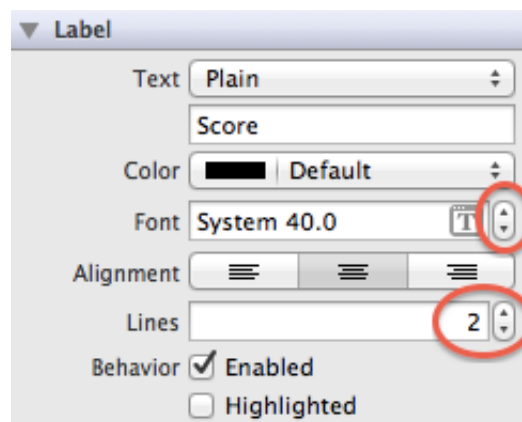 Label
Text Plain
Score
Color Default
Font System 40.0 T
Alignment
Lines 2
Behavior Enabled
Highlighted